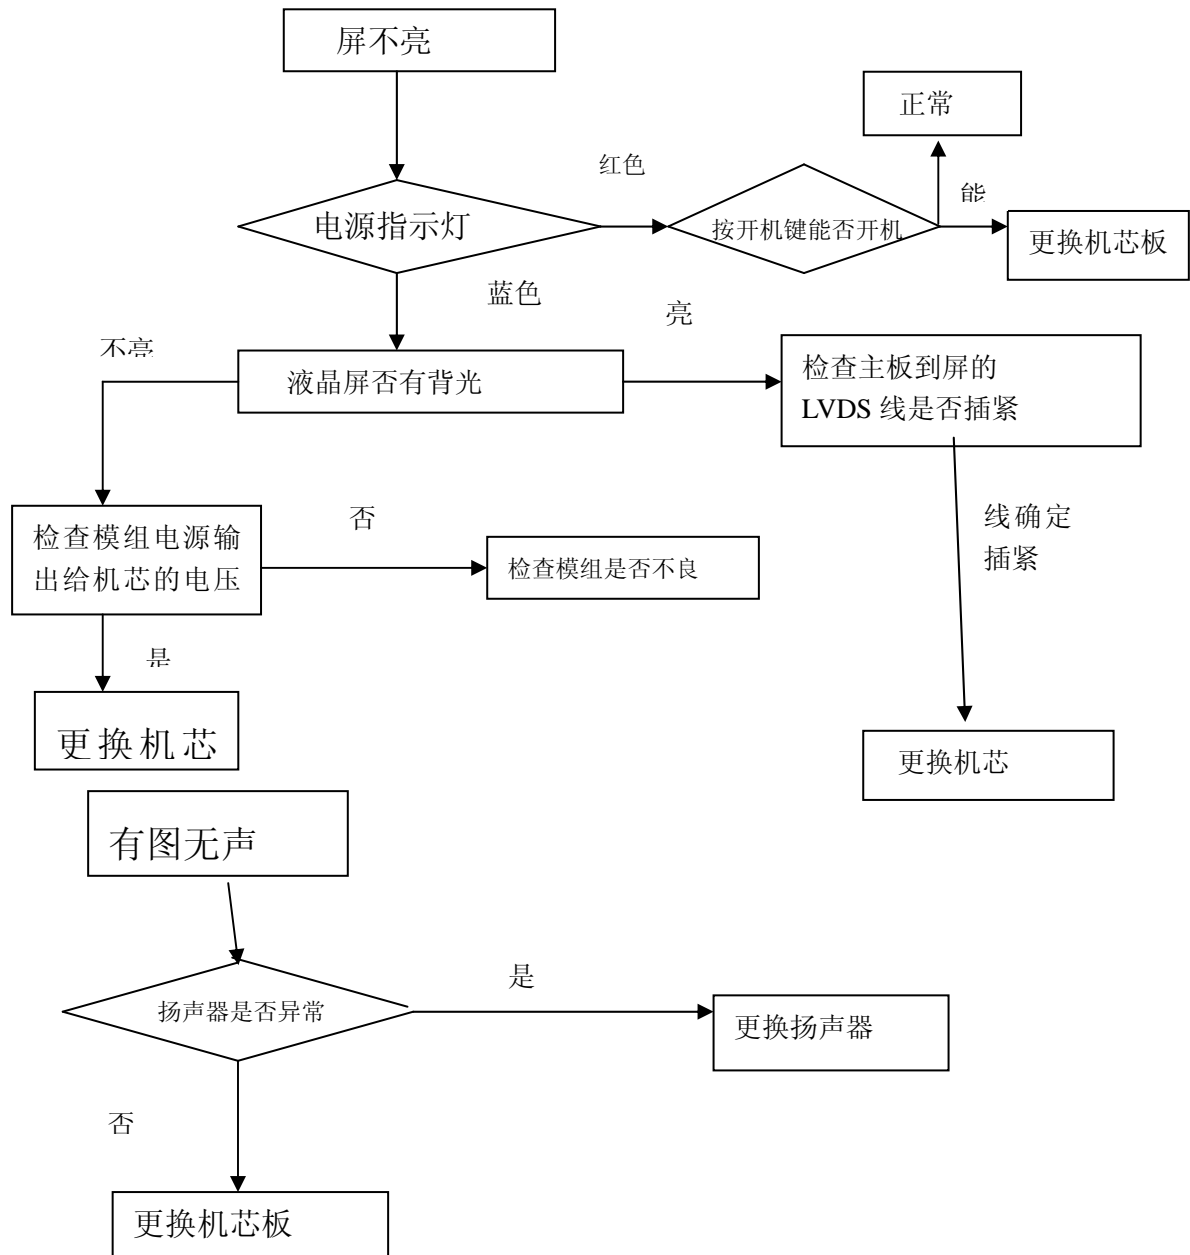 屏不亮
正常
红色
能
电源指示灯
按开机键能否开机
更换机芯板
蓝色
亮
不亮
液晶屏否有背光
检查主板到屏的
LVDS 线是否插紧
否
线确定
插紧
检查模组电源输
出给机芯的电压
检查模组是否不良
是
更换机芯
更换机芯
有图无声
是
扬声器是否异常
更换扬声器
否
更换机芯板